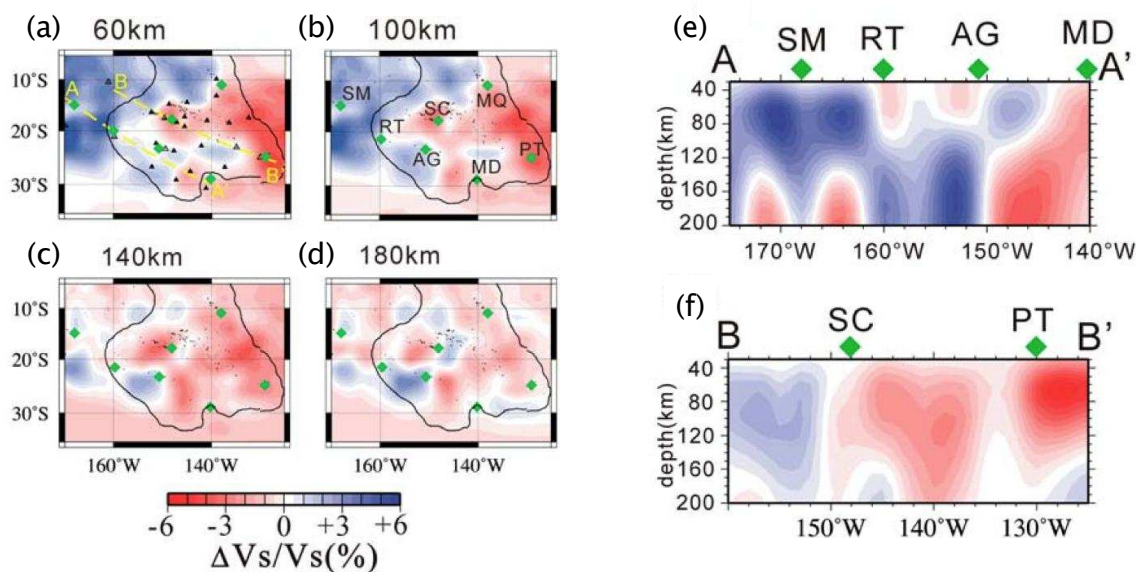 (a) 60km (b) 100km
10°S
20°S
30°S
A B B' A'
SM RT SC AG MQ MD PT
(c) 140km (d) 180km
10°S
20°S
30°S
160°W 140°W 160°W 140°W
-6 -3 0 +3 +6
ΔVs/Vs(%)
(e)
A SM RT AG MD A'
depth(km)
40
80
120
160
200
170°W 160°W 150°W 140°W
(f)
B SC PT B'
depth(km)
40
80
120
160
200
150°W 140°W 130°W